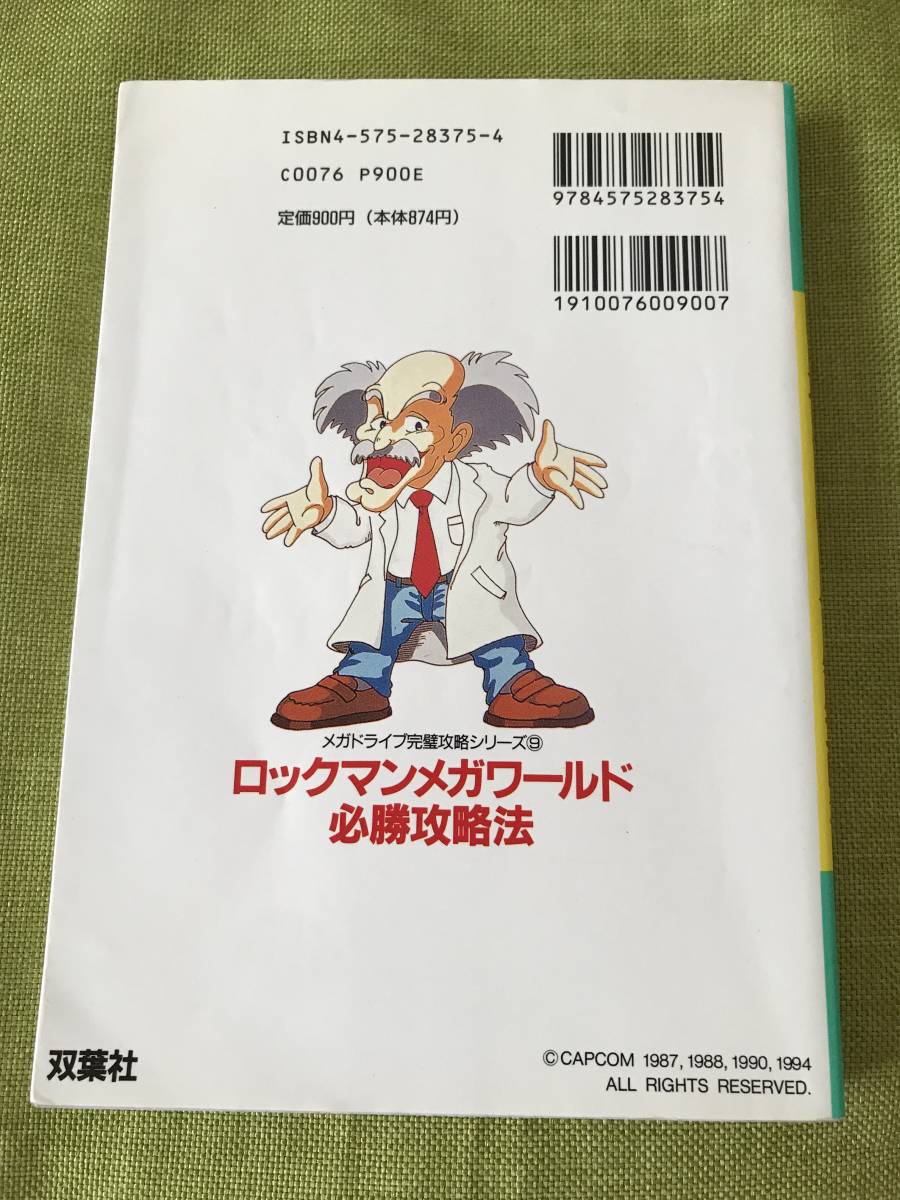 ISBN4-575-28375-4
C0076 P900E
定価900円（本体874円）
9784575283754
1910076009007
メガドライブ完璧攻略シリーズ⑨
ロックマンメガワールド
必勝攻略法
双葉社
©CAPCOM 1987,1988,1990,1994
ALL RIGHTS RESERVED.